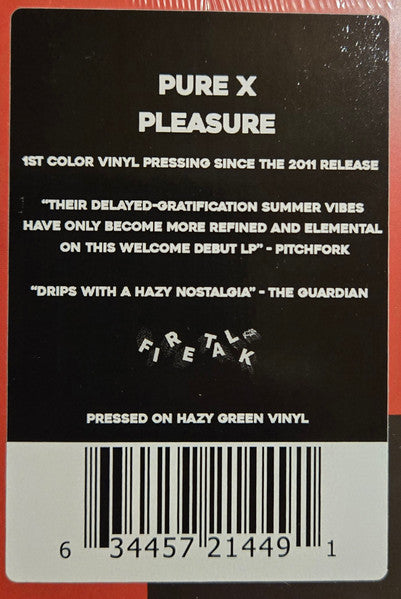 PURE X
PLEASURE
1ST COLOR VINYL PRESSING SINCE THE 2011 RELEASE
"THEIR DELAYED-GRATIFICATION SUMMER VIBES
HAVE ONLY BECOME MORE REFINED AND ELEMENTAL
ON THIS WELCOME DEBUT LP" - PITCHFORK
"DRIPS WITH A HAZY NOSTALGIA" - THE GUARDIAN
FIRE TALK
PRESSED ON HAZY GREEN VINYL
6 34457 21449 1